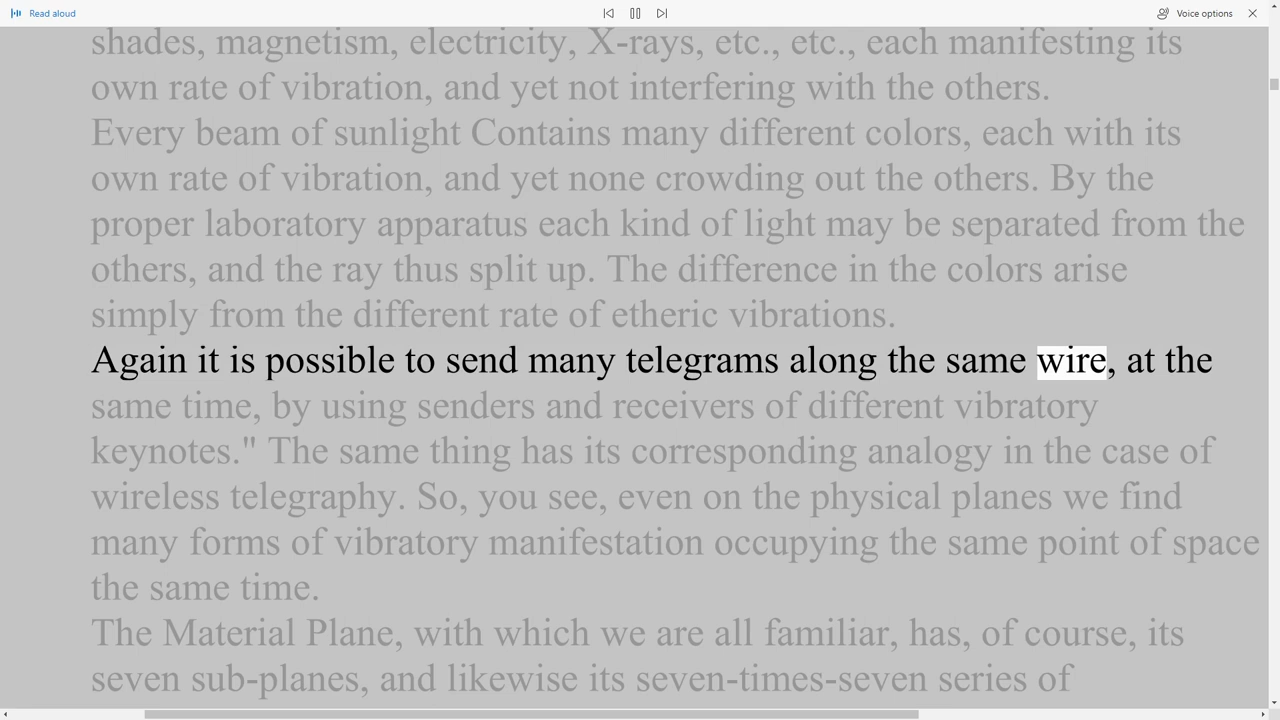 Read aloud
Voice options
shades, magnetism, electricity, X-rays, etc., etc., each manifesting its
own rate of vibration, and yet not interfering with the others.
Every beam of sunlight Contains many different colors, each with its
own rate of vibration, and yet none crowding out the others. By the
proper laboratory apparatus each kind of light may be separated from the
others, and the ray thus split up. The difference in the colors arise
simply from the different rate of etheric vibrations.
Again it is possible to send many telegrams along the same wire, at the
same time, by using senders and receivers of different vibratory
keynotes." The same thing has its corresponding analogy in the case of
wireless telegraphy. So, you see, even on the physical planes we find
many forms of vibratory manifestation occupying the same point of space
the same time.
The Material Plane, with which we are all familiar, has, of course, its
seven sub-planes, and likewise its seven-times-seven series of